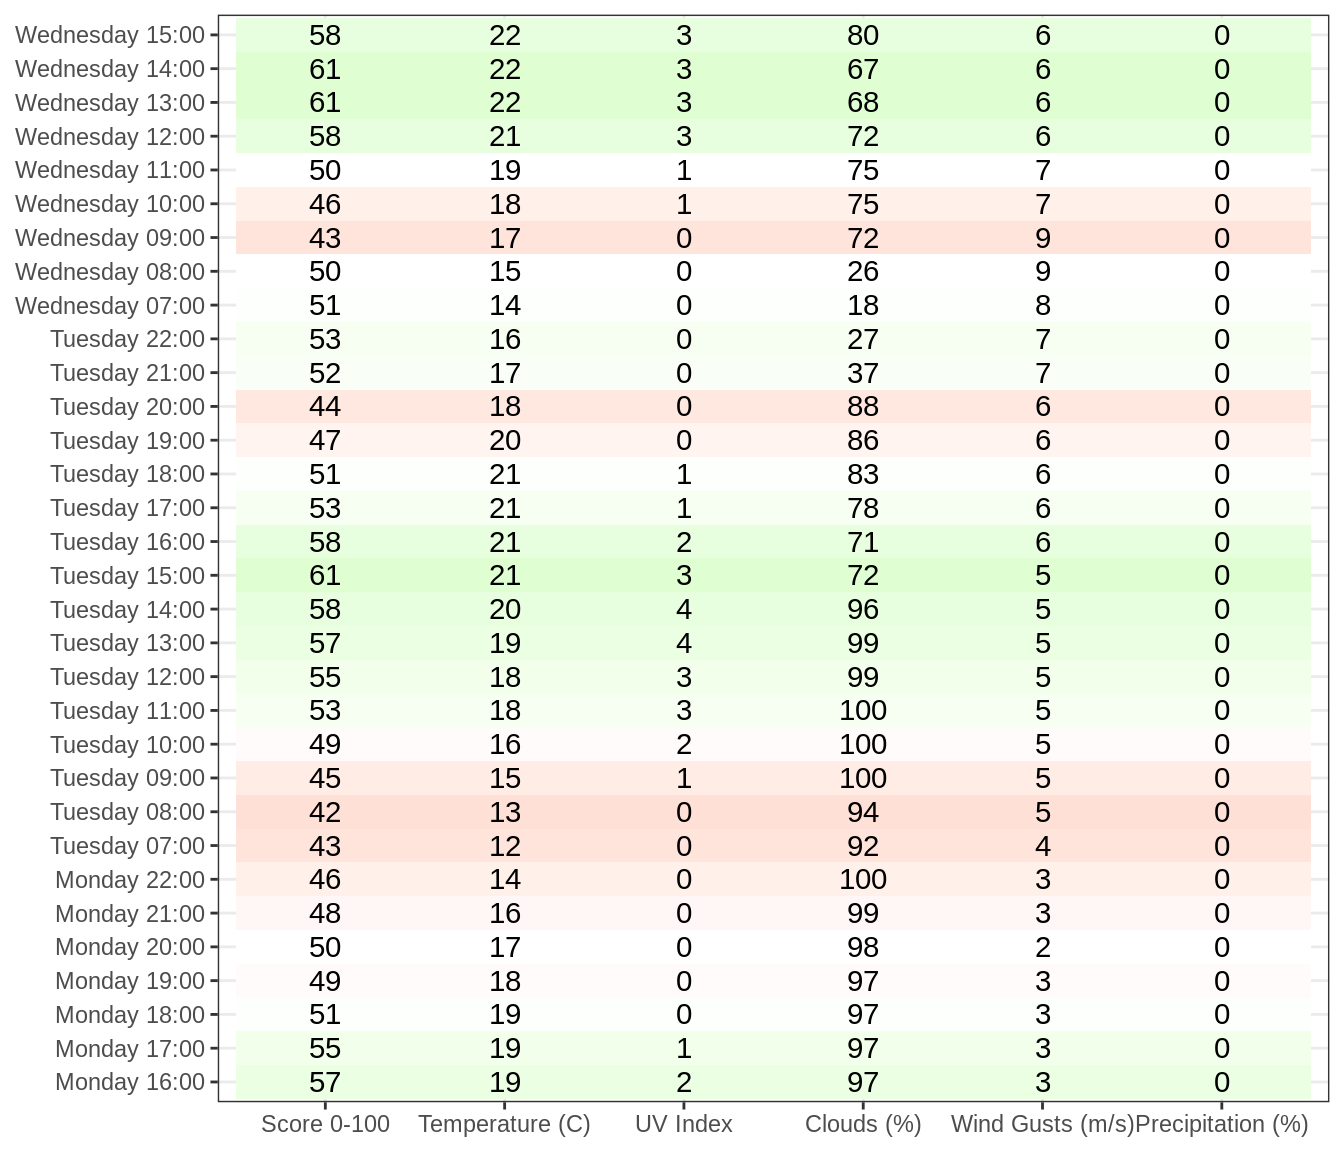 Wednesday 15:00 58 22 3 80 6 0
Wednesday 14:00 61 22 3 67 6 0
Wednesday 13:00 61 22 3 68 6 0
Wednesday 12:00 58 21 3 72 6 0
Wednesday 11:00 50 19 1 75 7 0
Wednesday 10:00 46 18 1 75 7 0
Wednesday 09:00 43 17 0 72 9 0
Wednesday 08:00 50 15 0 26 9 0
Wednesday 07:00 51 14 0 18 8 0
Tuesday 22:00 53 16 0 27 7 0
Tuesday 21:00 52 17 0 37 7 0
Tuesday 20:00 44 18 0 88 6 0
Tuesday 19:00 47 20 0 86 6 0
Tuesday 18:00 51 21 1 83 6 0
Tuesday 17:00 53 21 1 78 6 0
Tuesday 16:00 58 21 2 71 6 0
Tuesday 15:00 61 21 3 72 5 0
Tuesday 14:00 58 20 4 96 5 0
Tuesday 13:00 57 19 4 99 5 0
Tuesday 12:00 55 18 3 99 5 0
Tuesday 11:00 53 18 3 100 5 0
Tuesday 10:00 49 16 2 100 5 0
Tuesday 09:00 45 15 1 100 5 0
Tuesday 08:00 42 13 0 94 5 0
Tuesday 07:00 43 12 0 92 4 0
Monday 22:00 46 14 0 100 3 0
Monday 21:00 48 16 0 99 3 0
Monday 20:00 50 17 0 98 2 0
Monday 19:00 49 18 0 97 3 0
Monday 18:00 51 19 0 97 3 0
Monday 17:00 55 19 1 97 3 0
Monday 16:00 57 19 2 97 3 0
Score 0-100 Temperature (C) UV Index Clouds (%) Wind Gusts (m/s) Precipitation (%)